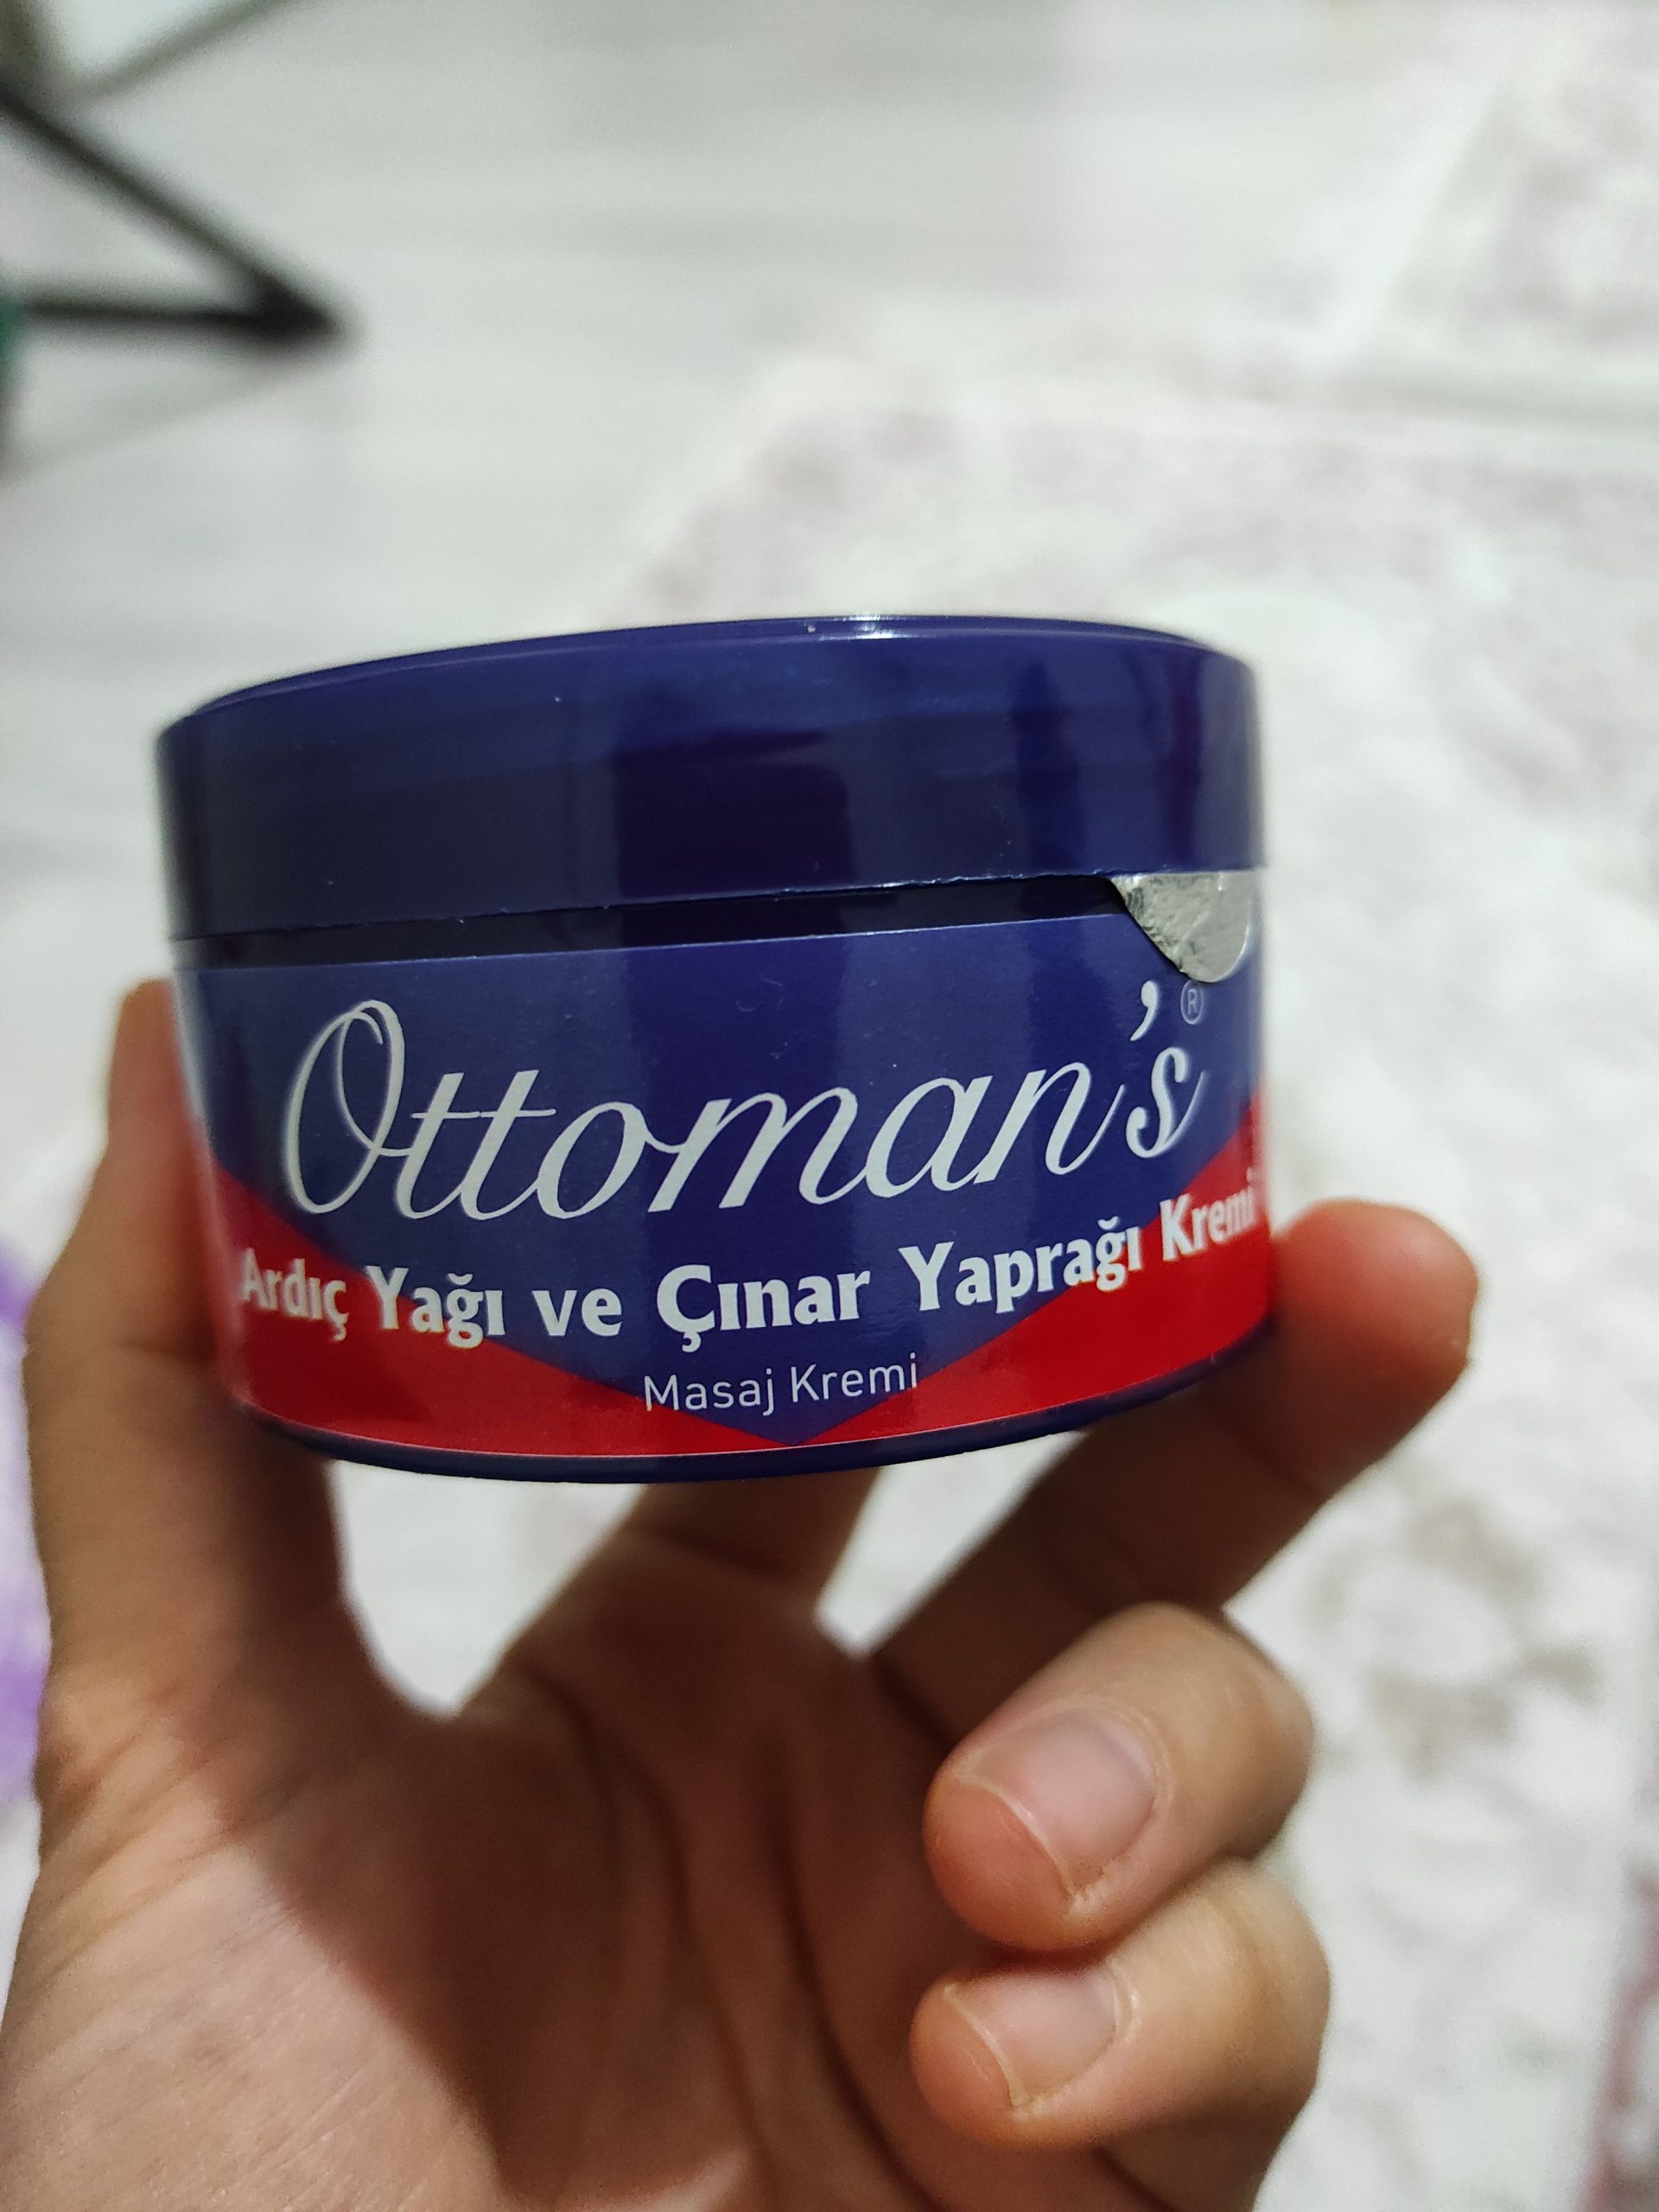 Ottoman's®
Ardıç Yağı ve Çınar Yaprağı Kremi
Masaj Kremi